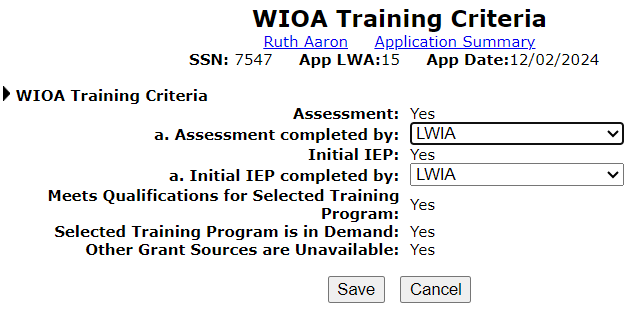 WIOA Training Criteria
Ruth Aaron Application Summary
SSN: 7547 App LWA:15 App Date:12/02/2024
WIOA Training Criteria
Assessment: Yes
a. Assessment completed by: LWIA
Initial IEP: Yes
a. Initial IEP completed by: LWIA
Meets Qualifications for Selected Training
Program: Yes
Selected Training Program is in Demand: Yes
Other Grant Sources are Unavailable: Yes
Save Cancel